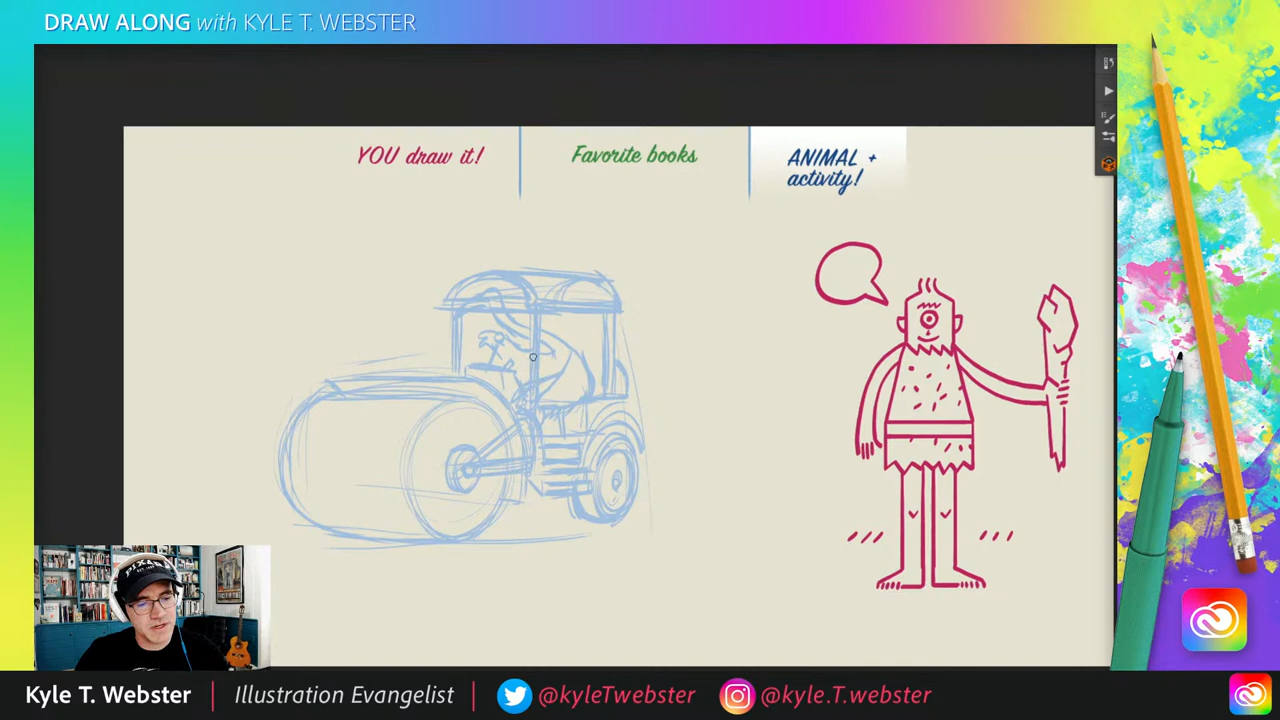 DRAW ALONG with KYLE T. WEBSTER
YOU draw it!
Favorite books
ANIMAL +
activity!
PIXAR
Kyle T. Webster | Illustration Evangelist | @kyleTwebster @kyle.T.webster